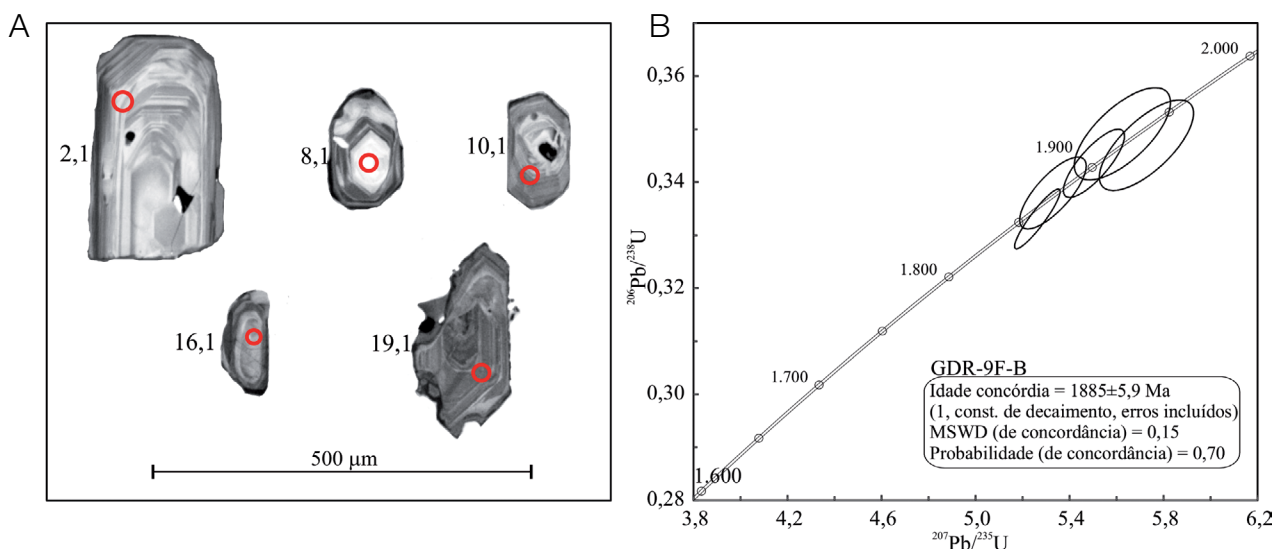 A
2,1
8,1
10,1
16,1
19,1
500 µm
B
0,36
0,34
0,32
0,30
0,28
²⁰⁶Pb/²³⁸U
2.000
1.900
1.800
1.700
1.600
GDR-9F-B
Idade concórdia = 1885±5,9 Ma
(1, const. de decaimento, erros incluídos)
MSWD (de concordância) = 0,15
Probabilidade (de concordância) = 0,70
3,8 4,2 4,6 5,0 5,4 5,8 6,2
²⁰⁷Pb/²³⁵U